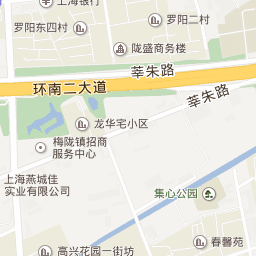 上海银行
罗阳东四村
罗阳二村
陇盛商务楼
莘朱路
环南二大道
莘朱路
龙华宅小区
梅陇镇招商
服务中心
上海燕城佳
实业有限公司
集心公园
春馨苑
高兴花园一街坊